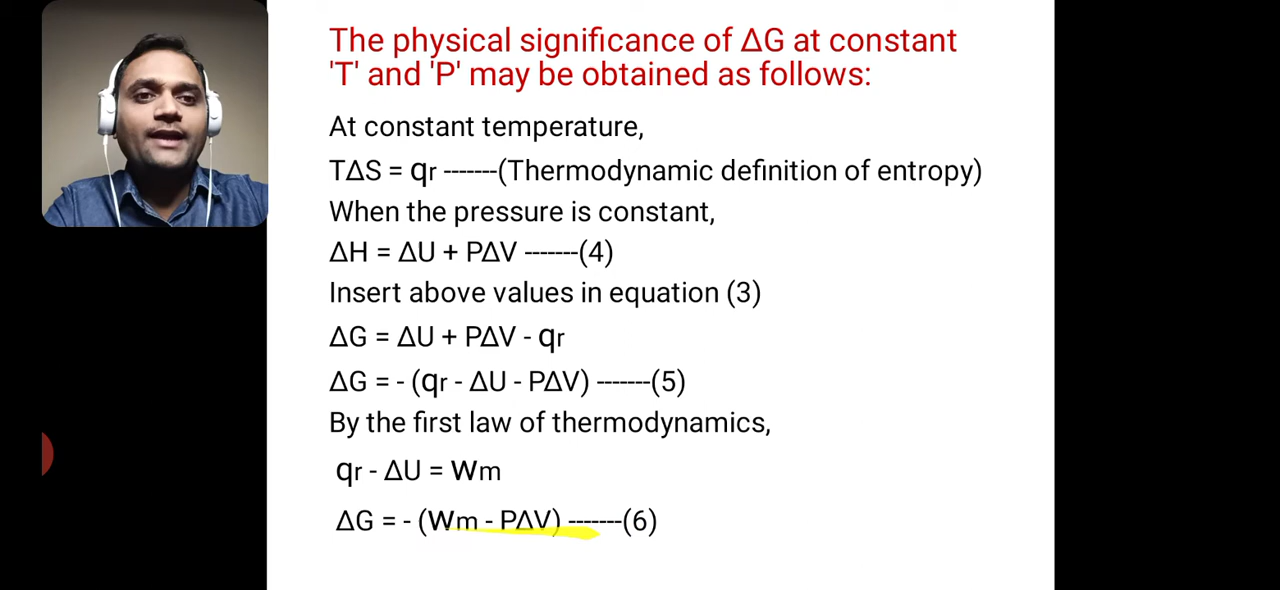 The physical significance of ΔG at constant
'T' and 'P' may be obtained as follows:
At constant temperature,
TΔS = qr -------(Thermodynamic definition of entropy)
When the pressure is constant,
ΔH = ΔU + PΔV -------(4)
Insert above values in equation (3)
ΔG = ΔU + PΔV - qr
ΔG = - (qr - ΔU - PΔV) -------(5)
By the first law of thermodynamics,
qr - ΔU = Wm
ΔG = - (Wm - PΔV) -------(6)